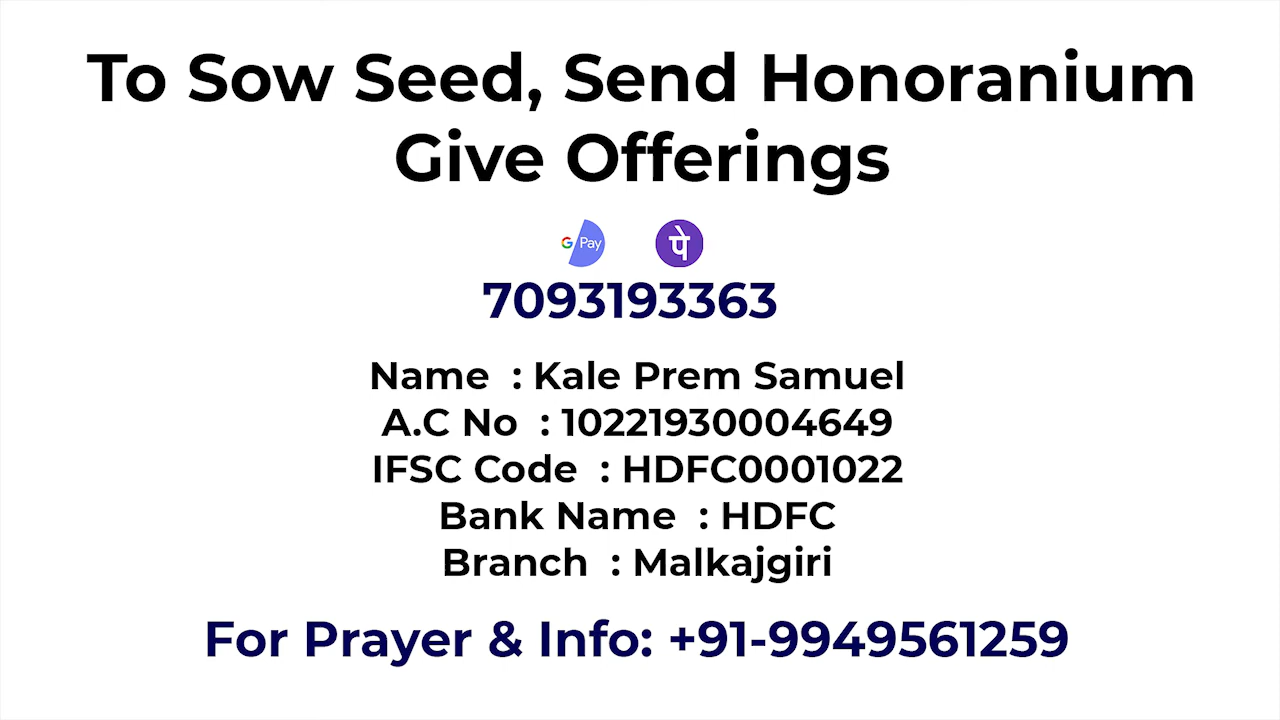 To Sow Seed, Send Honoranium
Give Offerings
G Pay पे
7093193363
Name : Kale Prem Samuel
A.C No : 10221930004649
IFSC Code : HDFC0001022
Bank Name : HDFC
Branch : Malkajgiri
For Prayer & Info: +91-9949561259